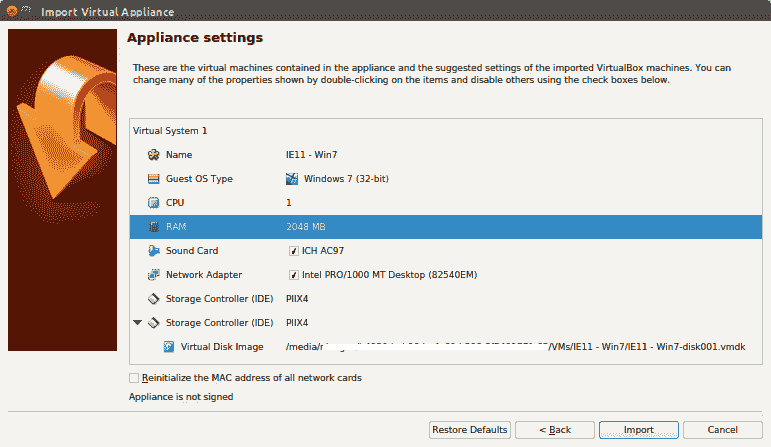 Import Virtual Appliance
Appliance settings
These are the virtual machines contained in the appliance and the suggested settings of the imported VirtualBox machines. You can
change many of the properties shown by double-clicking on the items and disable others using the check boxes below.
Virtual System 1
Name IE11 - Win7
Guest OS Type Windows 7 (32-bit)
CPU 1
RAM 2048 MB
Sound Card ICH AC97
Network Adapter Intel PRO/1000 MT Desktop (82540EM)
Storage Controller (IDE) PIIX4
Storage Controller (IDE) PIIX4
Virtual Disk Image /media/ /VMs/IE11 - Win7/IE11 - Win7-disk001.vmdk
Reinitialize the MAC address of all network cards
Appliance is not signed
Restore Defaults < Back Import Cancel